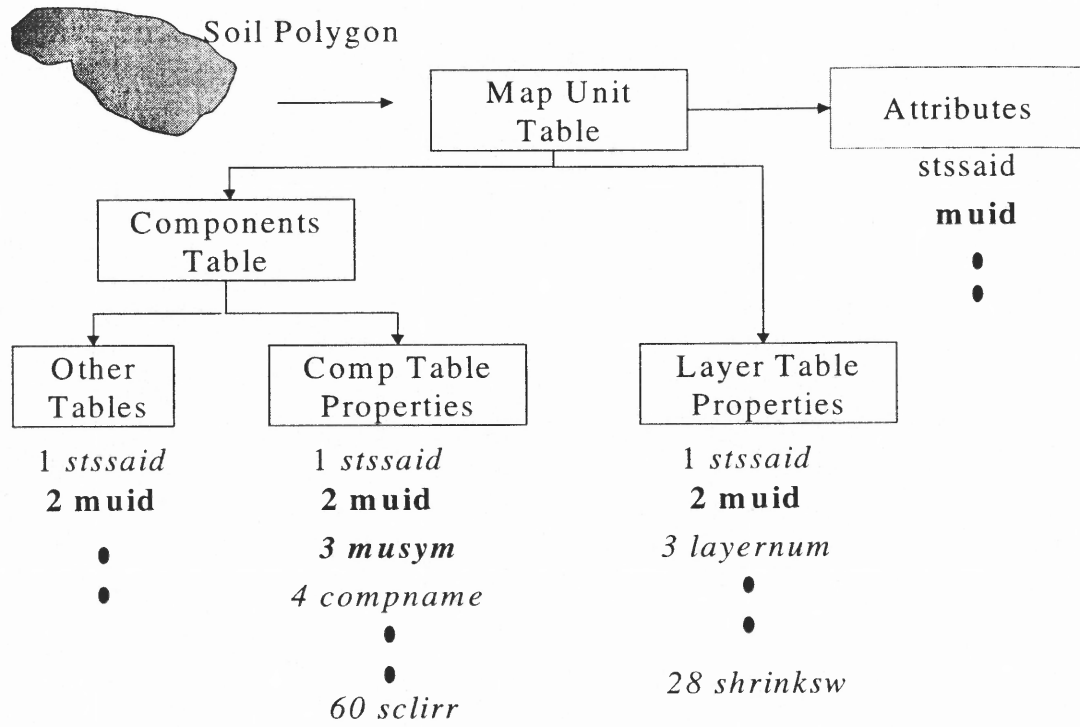 Soil Polygon
Map Unit
Table
Attributes
stssaid
muid
Components
Table
Other
Tables
1 stssaid
2 muid
Comp Table
Properties
1 stssaid
2 muid
3 musym
4 compname
60 sclirr
Layer Table
Properties
1 stssaid
2 muid
3 layernum
28 shrinksw